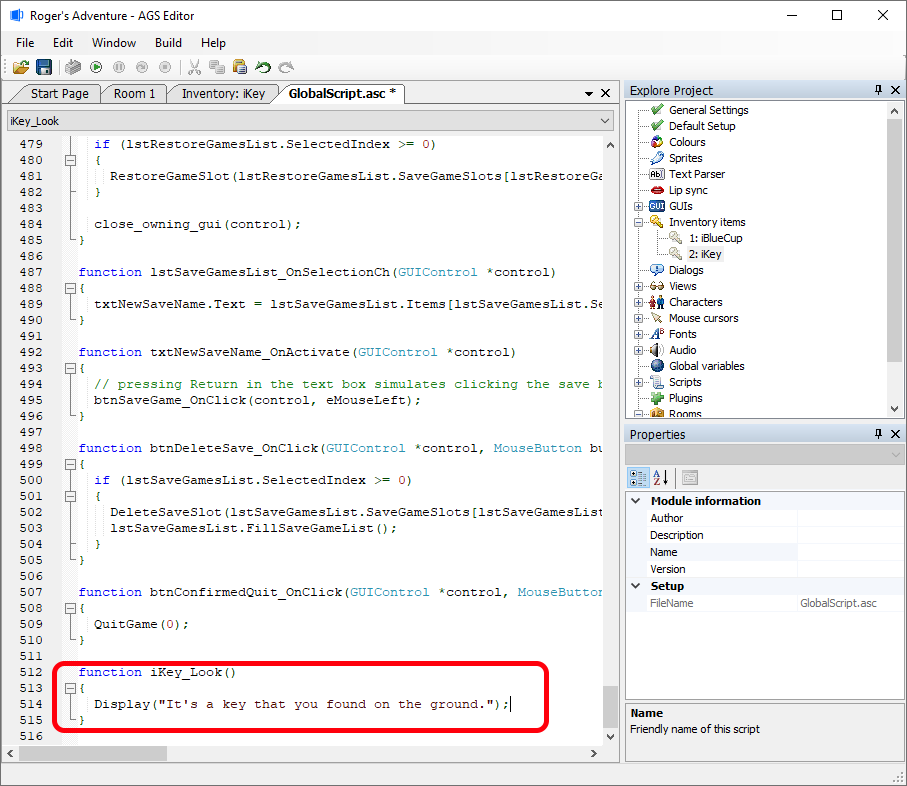 Roger's Adventure - AGS Editor
File Edit Window Build Help
Start Page Room 1 Inventory: iKey GlobalScript.asc *
iKey_Look
479 if (lstRestoreGamesList.SelectedIndex >= 0)
480 {
481 RestoreGameSlot(lstRestoreGamesList.SaveGameSlots[lstRestoreGa
482 }
483
484 close_owning_gui(control);
485 }
486
487 function lstSaveGamesList_OnSelectionCh(GUIControl *control)
488 {
489 txtNewSaveName.Text = lstSaveGamesList.Items[lstSaveGamesList.Se
490 }
491
492 function txtNewSaveName_OnActivate(GUIControl *control)
493 {
494 // pressing Return in the text box simulates clicking the save b
495 btnSaveGame_OnClick(control, eMouseLeft);
496 }
497
498 function btnDeleteSave_OnClick(GUIControl *control, MouseButton bu
499 {
500 if (lstSaveGamesList.SelectedIndex >= 0)
501 {
502 DeleteSaveSlot(lstSaveGamesList.SaveGameSlots[lstSaveGamesList
503 lstSaveGamesList.FillSaveGameList();
504 }
505 }
506
507 function btnConfirmedQuit_OnClick(GUIControl *control, MouseButton
508 {
509 QuitGame(0);
510 }
511
512 function iKey_Look()
513 {
514 Display("It's a key that you found on the ground.");
515 }
516
Explore Project
General Settings
Default Setup
Colours
Sprites
Text Parser
Lip sync
GUIs
Inventory items
1: iBlueCup
2: iKey
Dialogs
Views
Characters
Mouse cursors
Fonts
Audio
Global variables
Scripts
Plugins
Rooms
Properties
Module information
Author
Description
Name
Version
Setup
FileName GlobalScript.asc
Name
Friendly name of this script